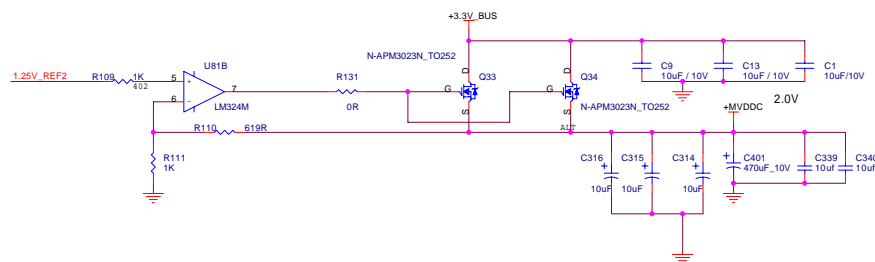 +3.3V_BUS
N-APM3023N_TO252
U81B
1.25V_REF2
R109
1K
402
5
+
6
-
7
LM324M
R131
0R
D
G
S
Q33
D
G
S
Q34
N-APM3023N_TO252
ALT
C9
10uF / 10V
C13
10uF / 10V
C1
10uF/10V
2.0V
+MVDDC
R110
619R
R111
1K
C316
+
10uF
C315
+
10uF
C314
+
10uF
C401
+
470uF_10V
C339
10uf
C340
10uf